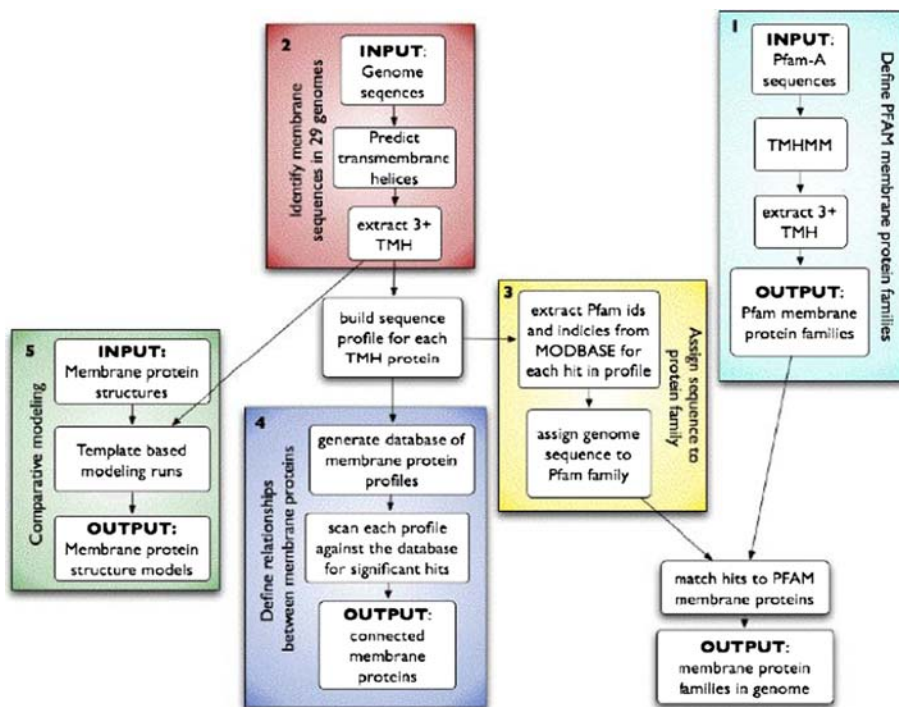 1
INPUT:
Pfam-A
sequences
TMHMM
extract 3+
TMH
OUTPUT:
Pfam membrane
protein families
Define PFAM membrane protein families
2
INPUT:
Genome
seqences
Predict
transmembranc
helices
extract 3+
TMH
Identify membrane
sequences in 29 genomes
build sequence
profile for each
TMH protein
3
extract Pfam ids
and indicies from
MODBASE for
each hit in profile
assign genome
sequence to
Pfam family
Assign sequence to
protein family
4
generate database of
membrane protein
profiles
scan each profile
against the database
for significant hits
OUTPUT:
connected
membrane
proteins
Define relationships
between membrane proteins
5
INPUT:
Membrane protein
structures
Template based
modeling runs
OUTPUT:
Membrane protein
structure models
Comparative modeling
match hits to PFAM
membrane proteins
OUTPUT:
membrane protein
families in genome